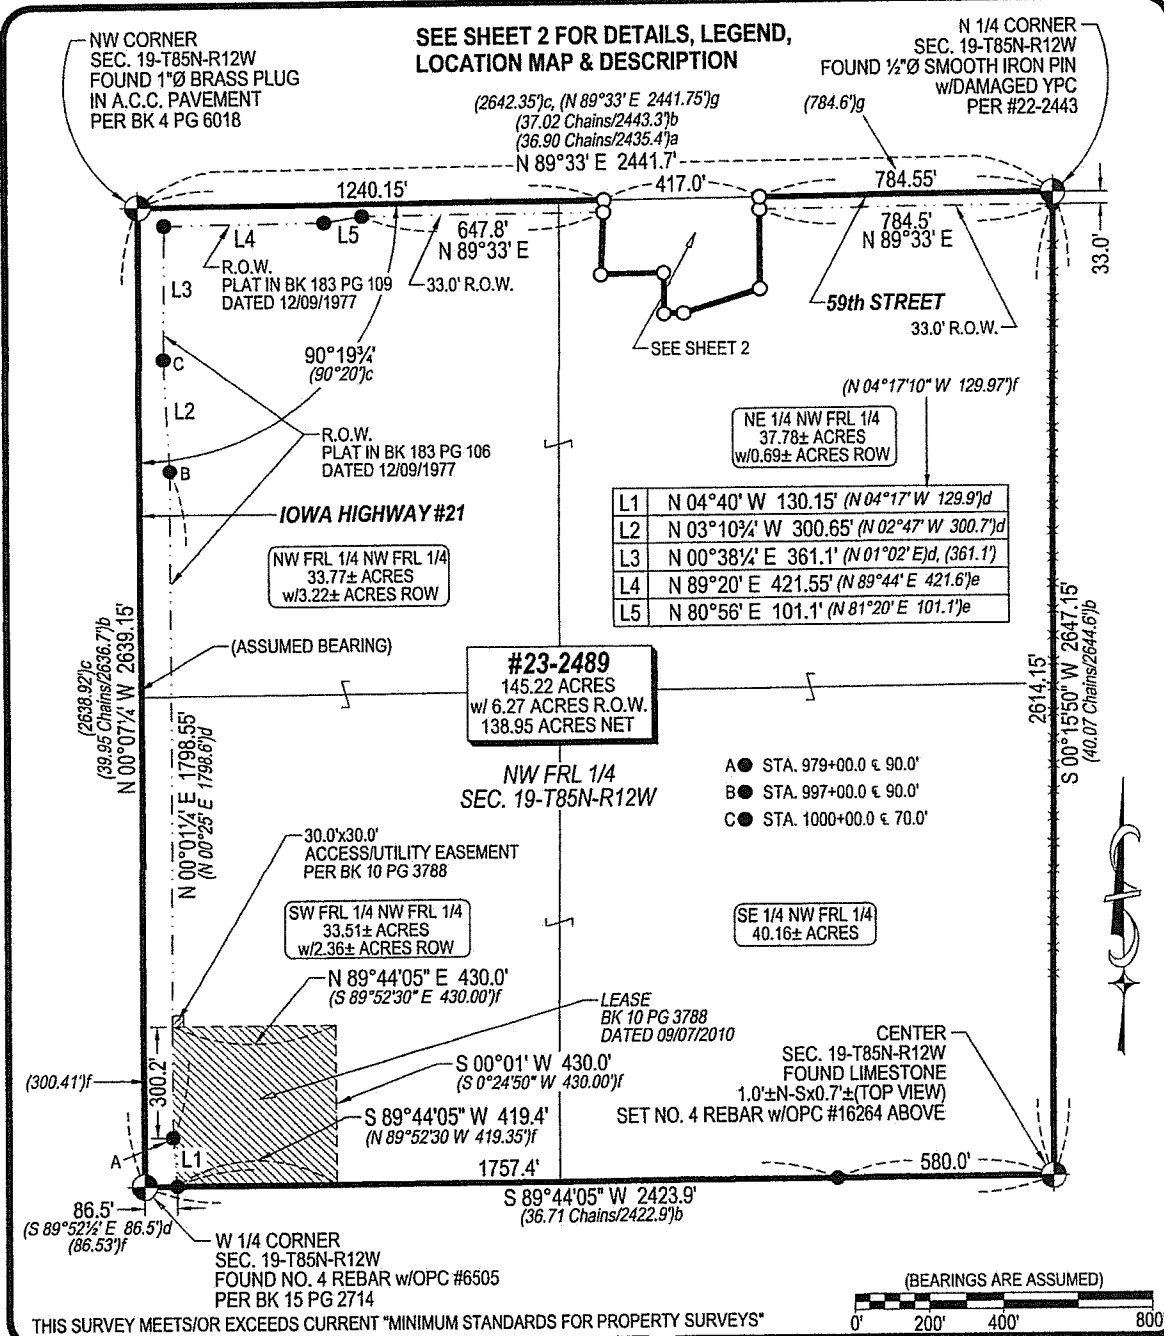 SEE SHEET 2 FOR DETAILS, LEGEND,
LOCATION MAP & DESCRIPTION
NW CORNER
SEC. 19-T85N-R12W
FOUND 1"Ø BRASS PLUG
IN A.C.C. PAVEMENT
PER BK 4 PG 6018
N 1/4 CORNER
SEC. 19-T85N-R12W
FOUND ½"Ø SMOOTH IRON PIN
w/DAMAGED YPC
PER #22-2443
(2642.35')c, (N 89°33' E 2441.75')g
(37.02 Chains/2443.3')b
(36.90 Chains/2435.4')a
N 89°33' E 2441.7'
(784.6')g
1240.15'
417.0'
784.55'
L4
L5
647.8'
N 89°33' E
784.5'
N 89°33' E
33.0'
R.O.W.
PLAT IN BK 183 PG 109
DATED 12/09/1977
33.0' R.O.W.
59th STREET
33.0' R.O.W.
L3
SEE SHEET 2
90°19¾'
(90°20')c
C
L2
(N 04°17'10" W 129.97')f
R.O.W.
PLAT IN BK 183 PG 106
DATED 12/09/1977
NE 1/4 NW FRL 1/4
37.78± ACRES
w/0.69± ACRES ROW
B
IOWA HIGHWAY #21
L1 N 04°40' W 130.15' (N 04°17' W 129.9')d
L2 N 03°10¾' W 300.65' (N 02°47' W 300.7')d
L3 N 00°38¼' E 361.1' (N 01°02' E)d, (361.1')
L4 N 89°20' E 421.55' (N 89°44' E 421.6')e
L5 N 80°56' E 101.1' (N 81°20' E 101.1')e
NW FRL 1/4 NW FRL 1/4
33.77± ACRES
w/3.22± ACRES ROW
(ASSUMED BEARING)
(2638.92')c
(39.95 Chains/2636.7')b
N 00°07¼' W 2639.15'
#23-2489
145.22 ACRES
w/ 6.27 ACRES R.O.W.
138.95 ACRES NET
2614.15'
S 00°15'50" W 2647.15'
(40.07 Chains/2644.6')b
N 00°01¼' E 1798.55'
(N 00°25' E 1798.6')d
NW FRL 1/4
SEC. 19-T85N-R12W
A STA. 979+00.0 ℄ 90.0'
B STA. 997+00.0 ℄ 90.0'
C STA. 1000+00.0 ℄ 70.0'
30.0'x30.0'
ACCESS/UTILITY EASEMENT
PER BK 10 PG 3788
SW FRL 1/4 NW FRL 1/4
33.51± ACRES
w/2.36± ACRES ROW
SE 1/4 NW FRL 1/4
40.16± ACRES
N 89°44'05" E 430.0'
(S 89°52'30" E 430.00')f
LEASE
BK 10 PG 3788
DATED 09/07/2010
CENTER
SEC. 19-T85N-R12W
FOUND LIMESTONE
1.0'±N-Sx0.7'±(TOP VIEW)
SET NO. 4 REBAR w/OPC #16264 ABOVE
(300.41')f
300.2'
S 00°01' W 430.0'
(S 0°24'50" W 430.00')f
S 89°44'05" W 419.4'
(N 89°52'30 W 419.35')f
A
L1
1757.4'
580.0'
S 89°44'05" W 2423.9'
(36.71 Chains/2422.9')b
86.5'
(S 89°52½' E 86.5')d
(86.53')f
W 1/4 CORNER
SEC. 19-T85N-R12W
FOUND NO. 4 REBAR w/OPC #6505
PER BK 15 PG 2714
(BEARINGS ARE ASSUMED)
0' 200' 400' 800'
THIS SURVEY MEETS/OR EXCEEDS CURRENT "MINIMUM STANDARDS FOR PROPERTY SURVEYS"